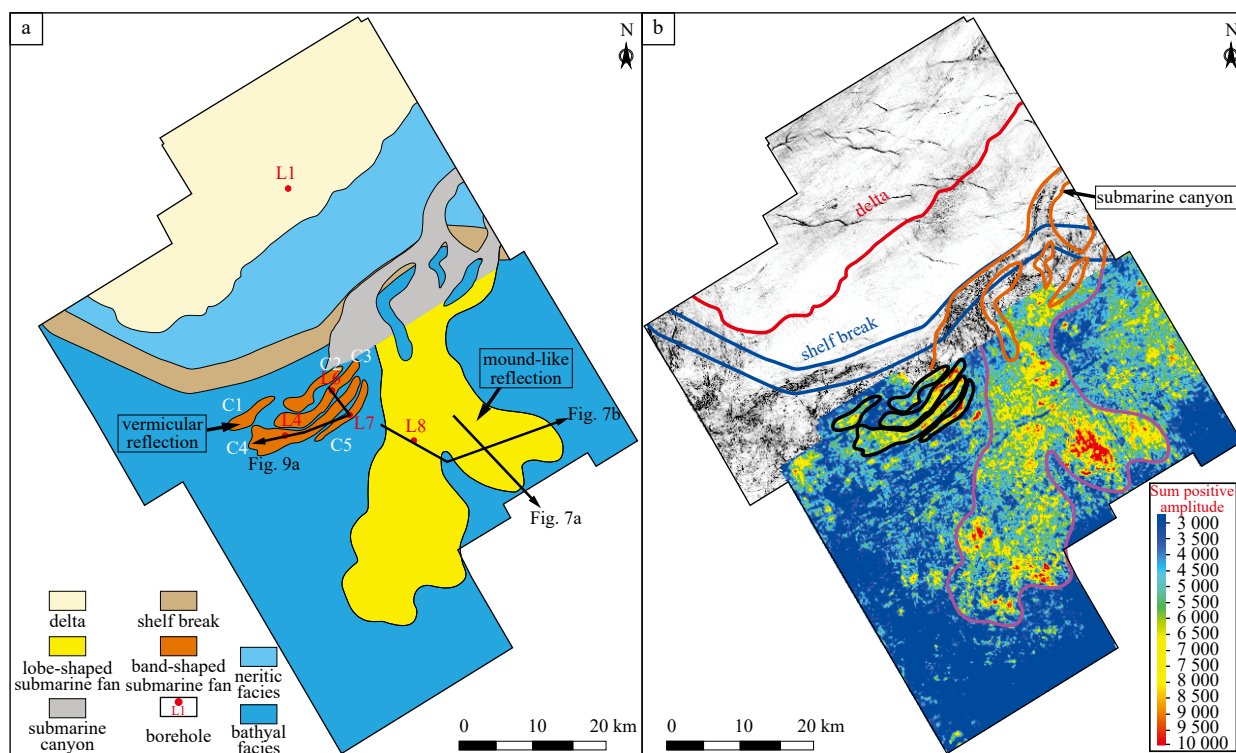 a
N
L1
C2
C3
C1
vermicular
reflection
L4
L7
C4
C5
Fig. 9a
mound-like
reflection
Fig. 7b
L8
Fig. 7a
delta
shelf break
lobe-shaped
submarine fan
band-shaped
submarine fan
neritic
facies
submarine
canyon
L1
borehole
bathyal
facies
0 10 20 km
b
N
submarine canyon
delta
shelf break
Sum positive
amplitude
3 000
3 500
4 000
4 500
5 000
5 500
6 000
6 500
7 000
7 500
8 000
8 500
9 000
9 500
10 000
0 10 20 km